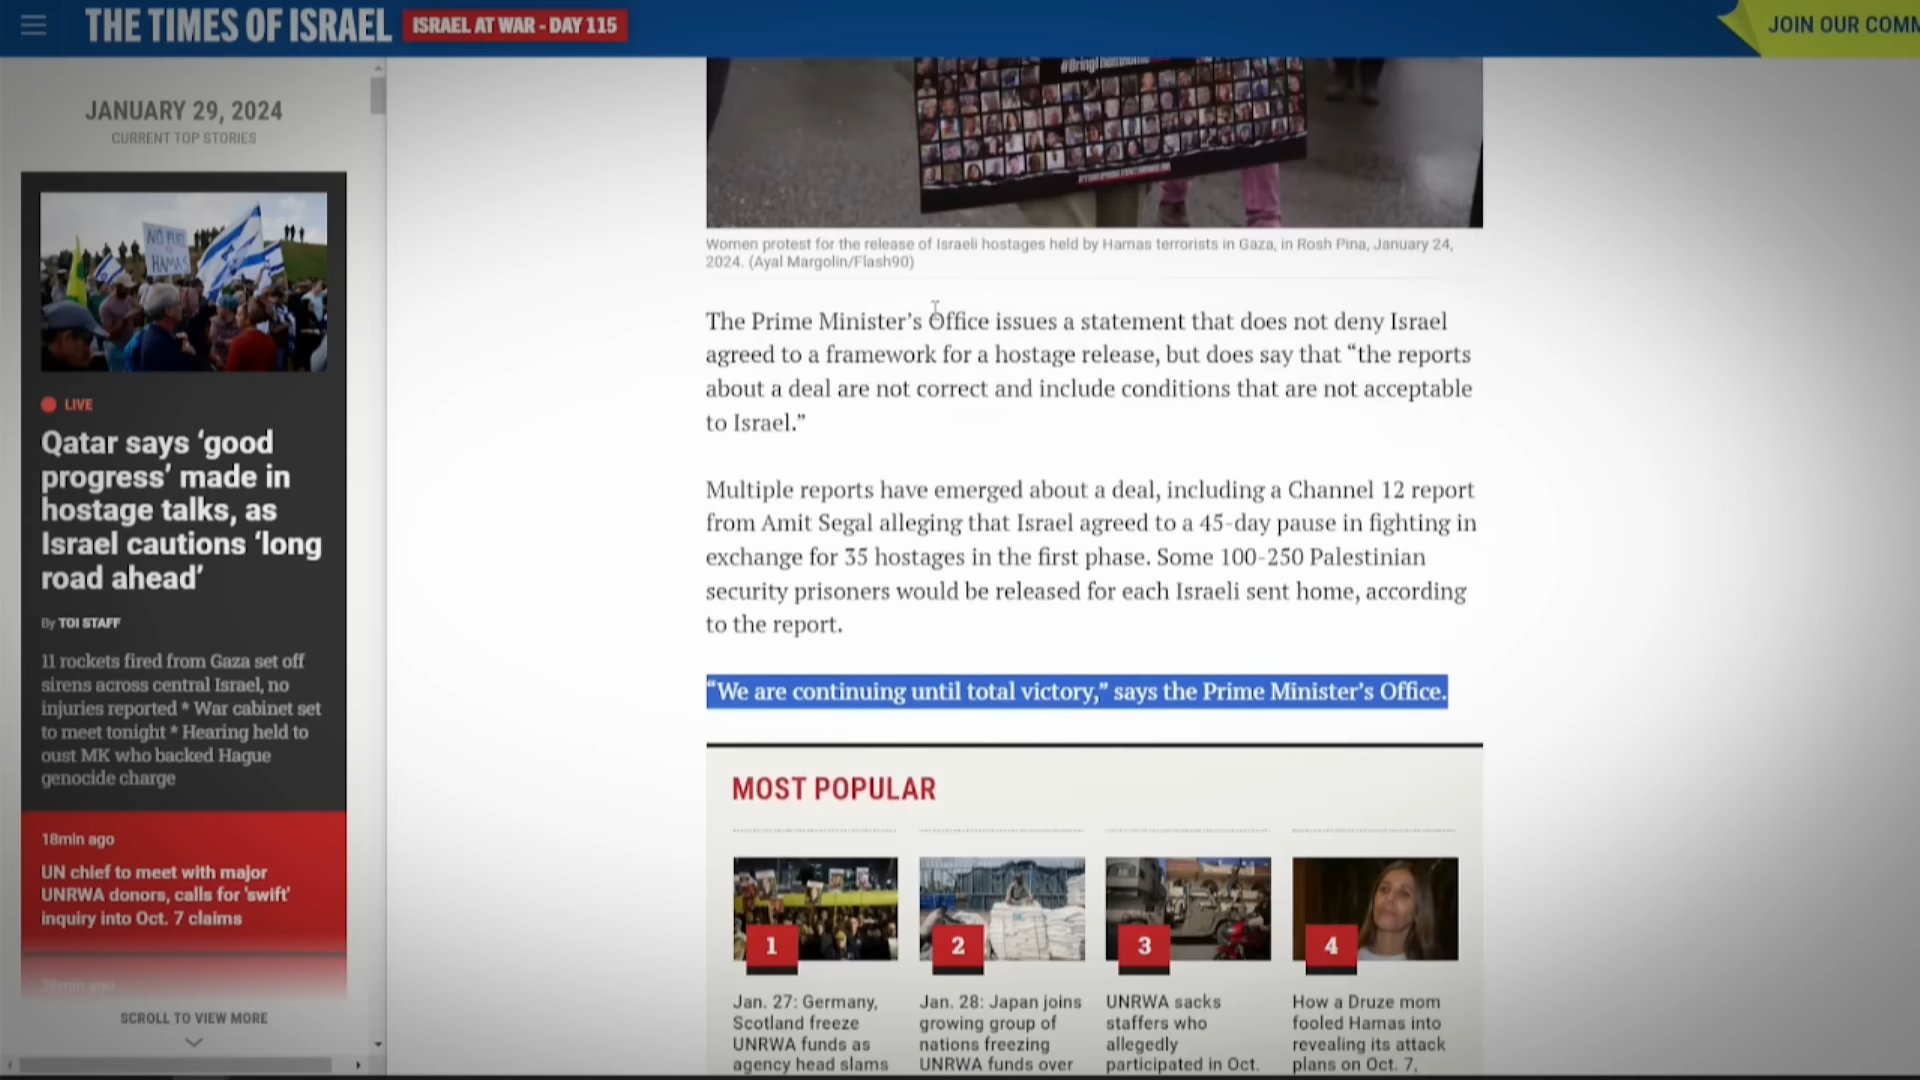 THE TIMES OF ISRAEL
ISRAEL AT WAR - DAY 115
JOIN OUR
JANUARY 29, 2024
CURRENT TOP STORIES
NO FUEL
HAMAS
LIVE
Qatar says ‘good
progress’ made in
hostage talks, as
Israel cautions ‘long
road ahead’
By TOI STAFF
11 rockets fired from Gaza set off
sirens across central Israel, no
injuries reported * War cabinet set
to meet tonight * Hearing held to
oust MK who backed Hague
genocide charge
18min ago
UN chief to meet with major
UNRWA donors, calls for 'swift'
inquiry into Oct. 7 claims
SCROLL TO VIEW MORE
Women protest for the release of Israeli hostages held by Hamas terrorists in Gaza, in Rosh Pina, January 24,
2024. (Ayal Margolin/Flash90)
The Prime Minister’s Office issues a statement that does not deny Israel
agreed to a framework for a hostage release, but does say that “the reports
about a deal are not correct and include conditions that are not acceptable
to Israel.”
Multiple reports have emerged about a deal, including a Channel 12 report
from Amit Segal alleging that Israel agreed to a 45-day pause in fighting in
exchange for 35 hostages in the first phase. Some 100-250 Palestinian
security prisoners would be released for each Israeli sent home, according
to the report.
“We are continuing until total victory,” says the Prime Minister’s Office.
MOST POPULAR
1
Jan. 27: Germany,
Scotland freeze
UNRWA funds as
agency head slams
2
Jan. 28: Japan joins
growing group of
nations freezing
UNRWA funds over
3
UNRWA sacks
staffers who
allegedly
participated in Oct.
4
How a Druze mom
fooled Hamas into
revealing its attack
plans on Oct. 7,